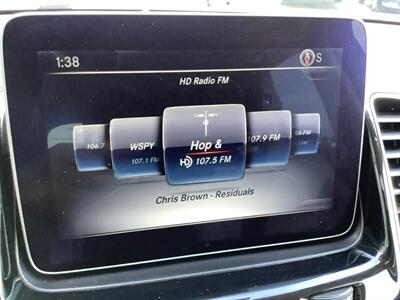 1:38
S
HD Radio FM
106.7
WSPY
107.1 FM
Hop &
HD 107.5 FM
107.9 FM
Chris Brown - Residuals